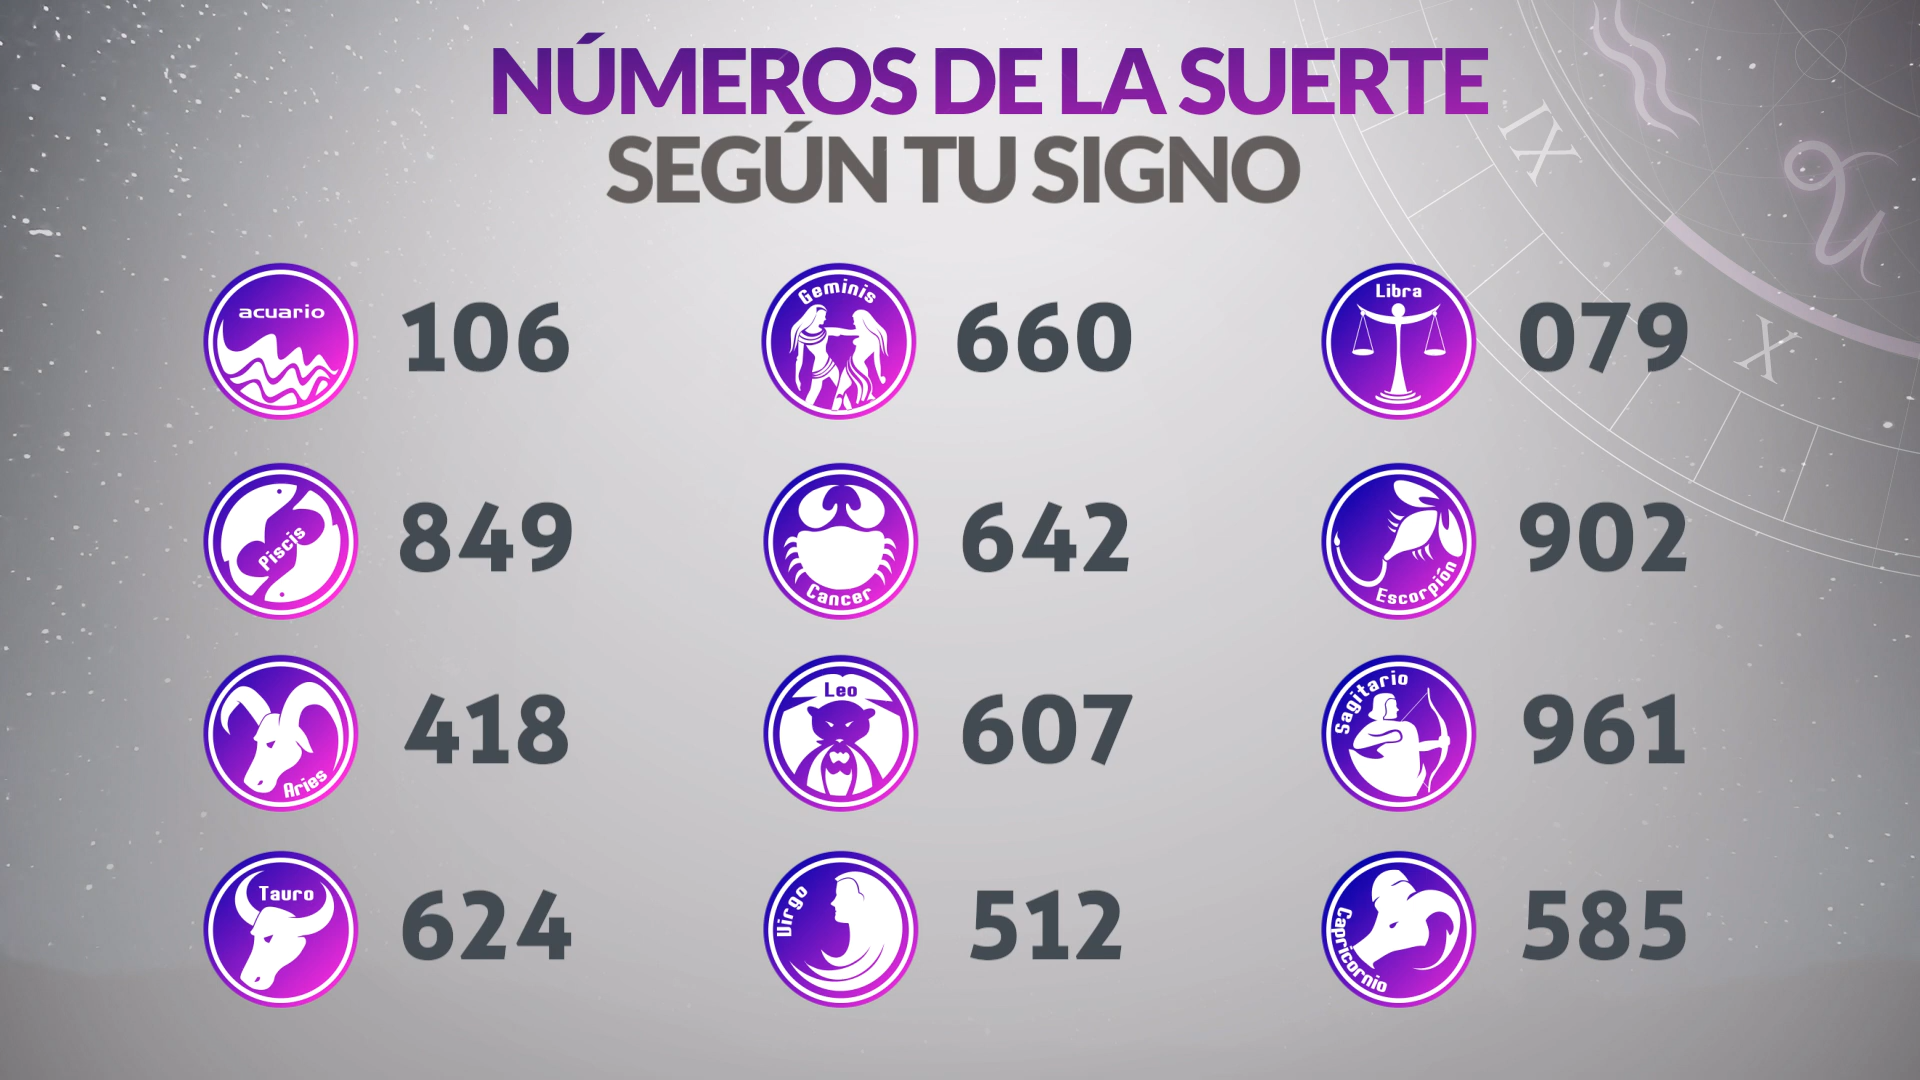 NÚMEROS DE LA SUERTE
SEGÚN TU SIGNO
acuario 106
Geminis 660
Libra 079
Piscis 849
Cancer 642
Escorpión 902
Aries 418
Leo 607
Sagitario 961
Tauro 624
Virgo 512
Capricornio 585
IX
X